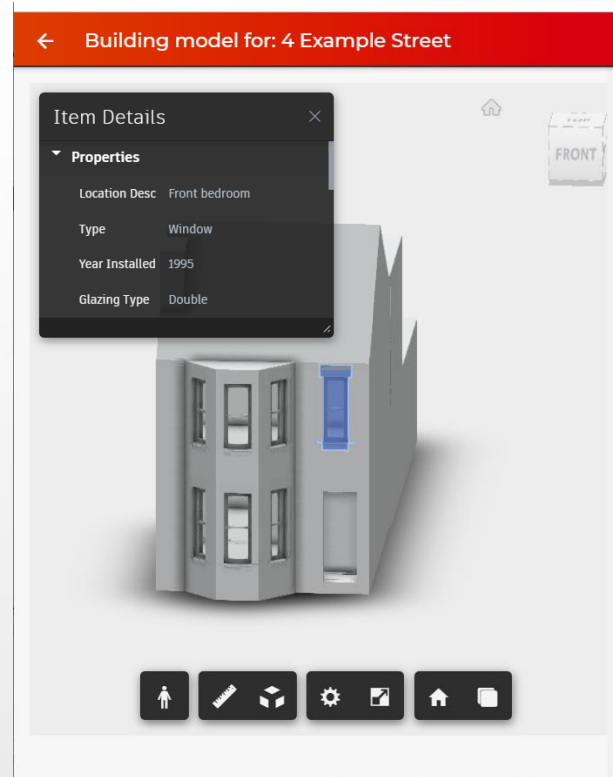 Building model for: 4 Example Street
Item Details
Properties
Location Desc Front bedroom
Type Window
Year Installed 1995
Glazing Type Double
TOP
FRONT